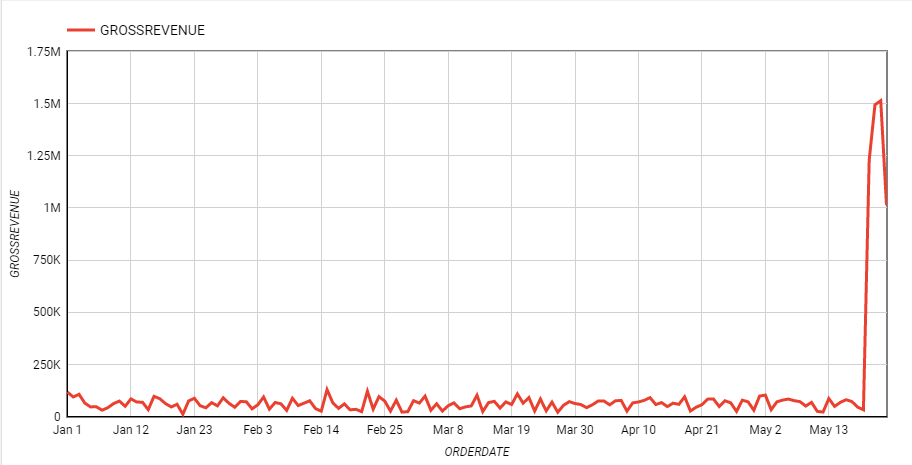 GROSSREVENUE
1.75M
1.5M
1.25M
1M
750K
500K
250K
0
GROSSREVENUE
Jan 1 Jan 12 Jan 23 Feb 3 Feb 14 Feb 25 Mar 8 Mar 19 Mar 30 Apr 10 Apr 21 May 2 May 13
ORDERDATE